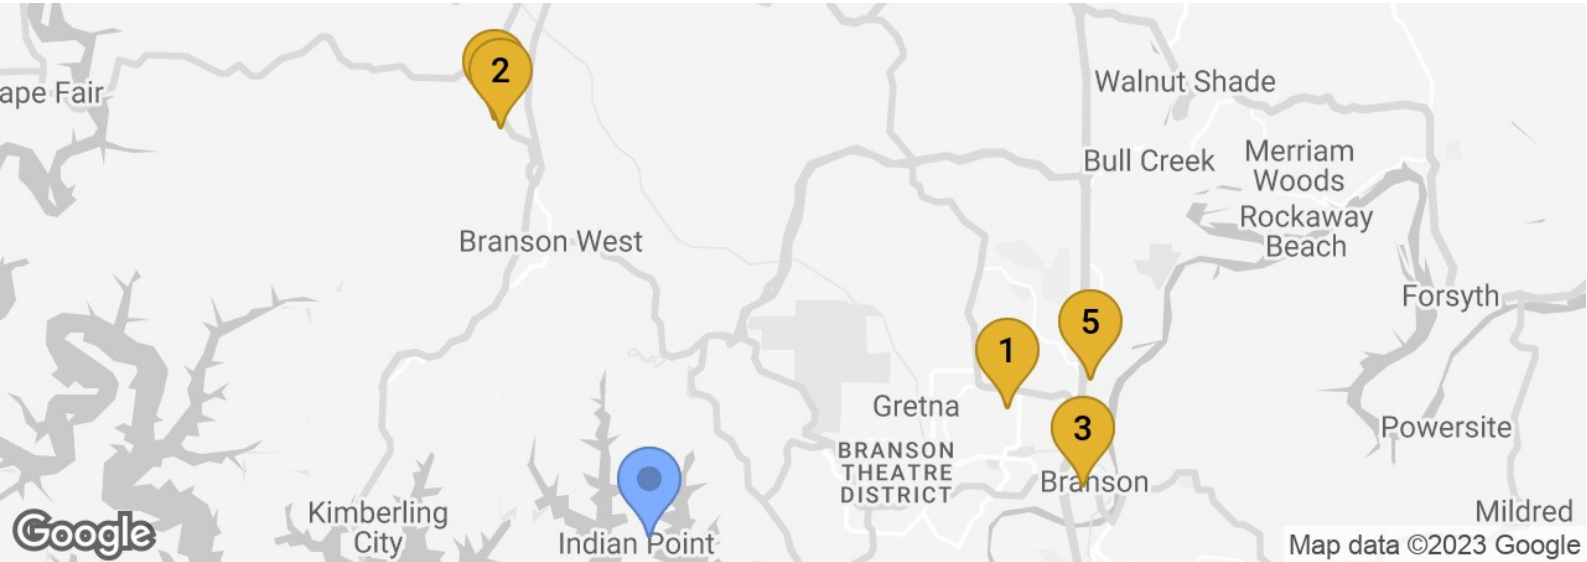 2
Walnut Shade
ape Fair
Bull Creek
Merriam
Woods
Rockaway
Beach
Branson West
Forsyth
5
1
Gretna
3
Powersite
BRANSON
THEATRE
DISTRICT
Branson
Kimberling
City
Mildred
Google
Indian Point
Map data ©2023 Google